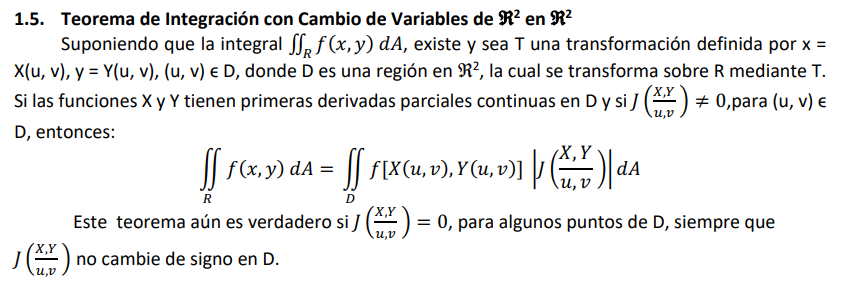 1.5. Teorema de Integración con Cambio de Variables de ℜ² en ℜ²
Suponiendo que la integral ∬_R f(x, y) dA, existe y sea T una transformación definida por x =
X(u, v), y = Y(u, v), (u, v) ϵ D, donde D es una región en ℜ², la cual se transforma sobre R mediante T.
Si las funciones X y Y tienen primeras derivadas parciales continuas en D y si J (X,Y/u,v) ≠ 0,para (u, v) ϵ
D, entonces:
∬_R f(x, y) dA = ∬_D f[X(u, v), Y(u, v)] |J (X, Y/u, v)| dA
Este teorema aún es verdadero si J (X,Y/u,v) = 0, para algunos puntos de D, siempre que
J (X,Y/u,v) no cambie de signo en D.